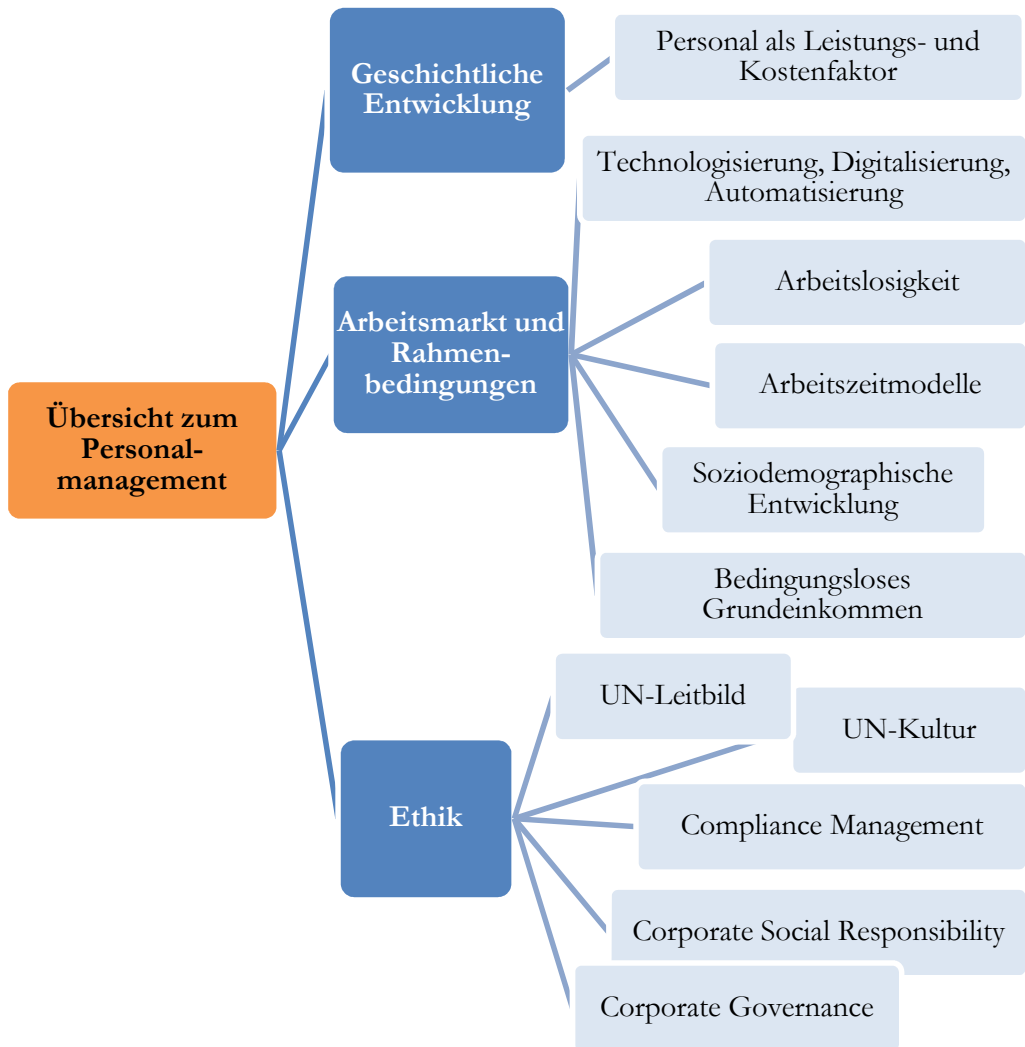 Übersicht zum
Personal-
management
Geschichtliche
Entwicklung
Personal als Leistungs- und
Kostenfaktor
Arbeitsmarkt und
Rahmen-
bedingungen
Technologisierung, Digitalisierung,
Automatisierung
Arbeitslosigkeit
Arbeitszeitmodelle
Soziodemographische
Entwicklung
Bedingungsloses
Grundeinkommen
Ethik
UN-Leitbild
UN-Kultur
Compliance Management
Corporate Social Responsibility
Corporate Governance